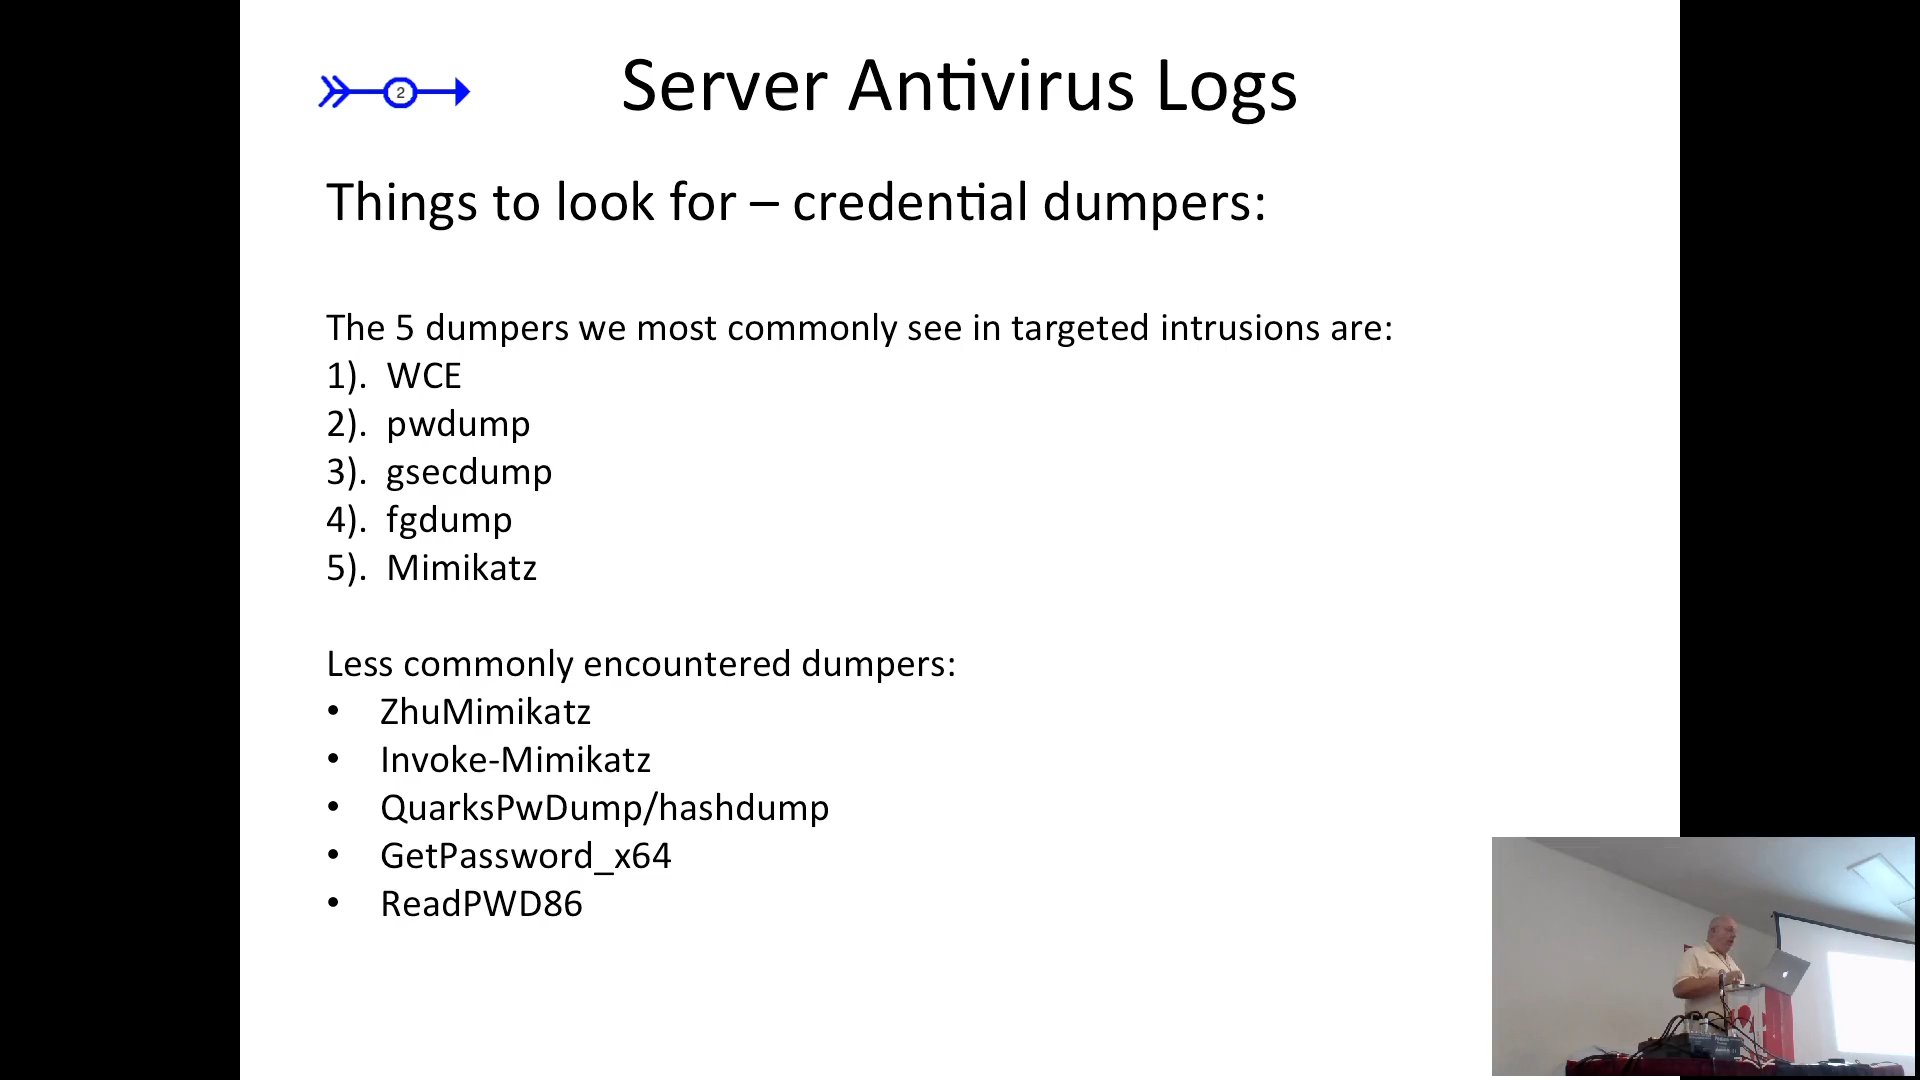 2
Server Antivirus Logs
Things to look for – credential dumpers:
The 5 dumpers we most commonly see in targeted intrusions are:
1). WCE
2). pwdump
3). gsecdump
4). fgdump
5). Mimikatz
Less commonly encountered dumpers:
• ZhuMimikatz
• Invoke-Mimikatz
• QuarksPwDump/hashdump
• GetPassword_x64
• ReadPWD86